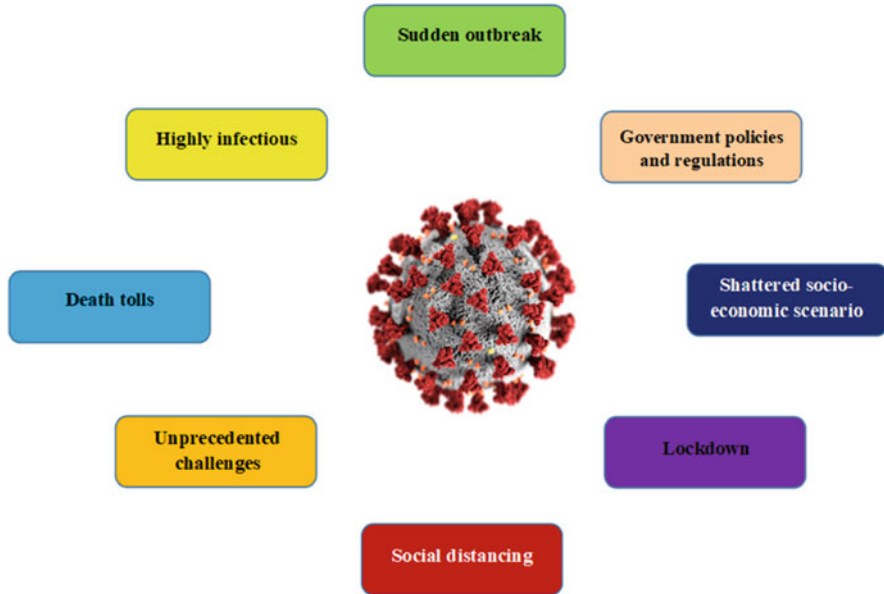 Sudden outbreak
Highly infectious
Government policies
and regulations
Death tolls
Shattered socio-
economic scenario
Unprecedented
challenges
Lockdown
Social distancing